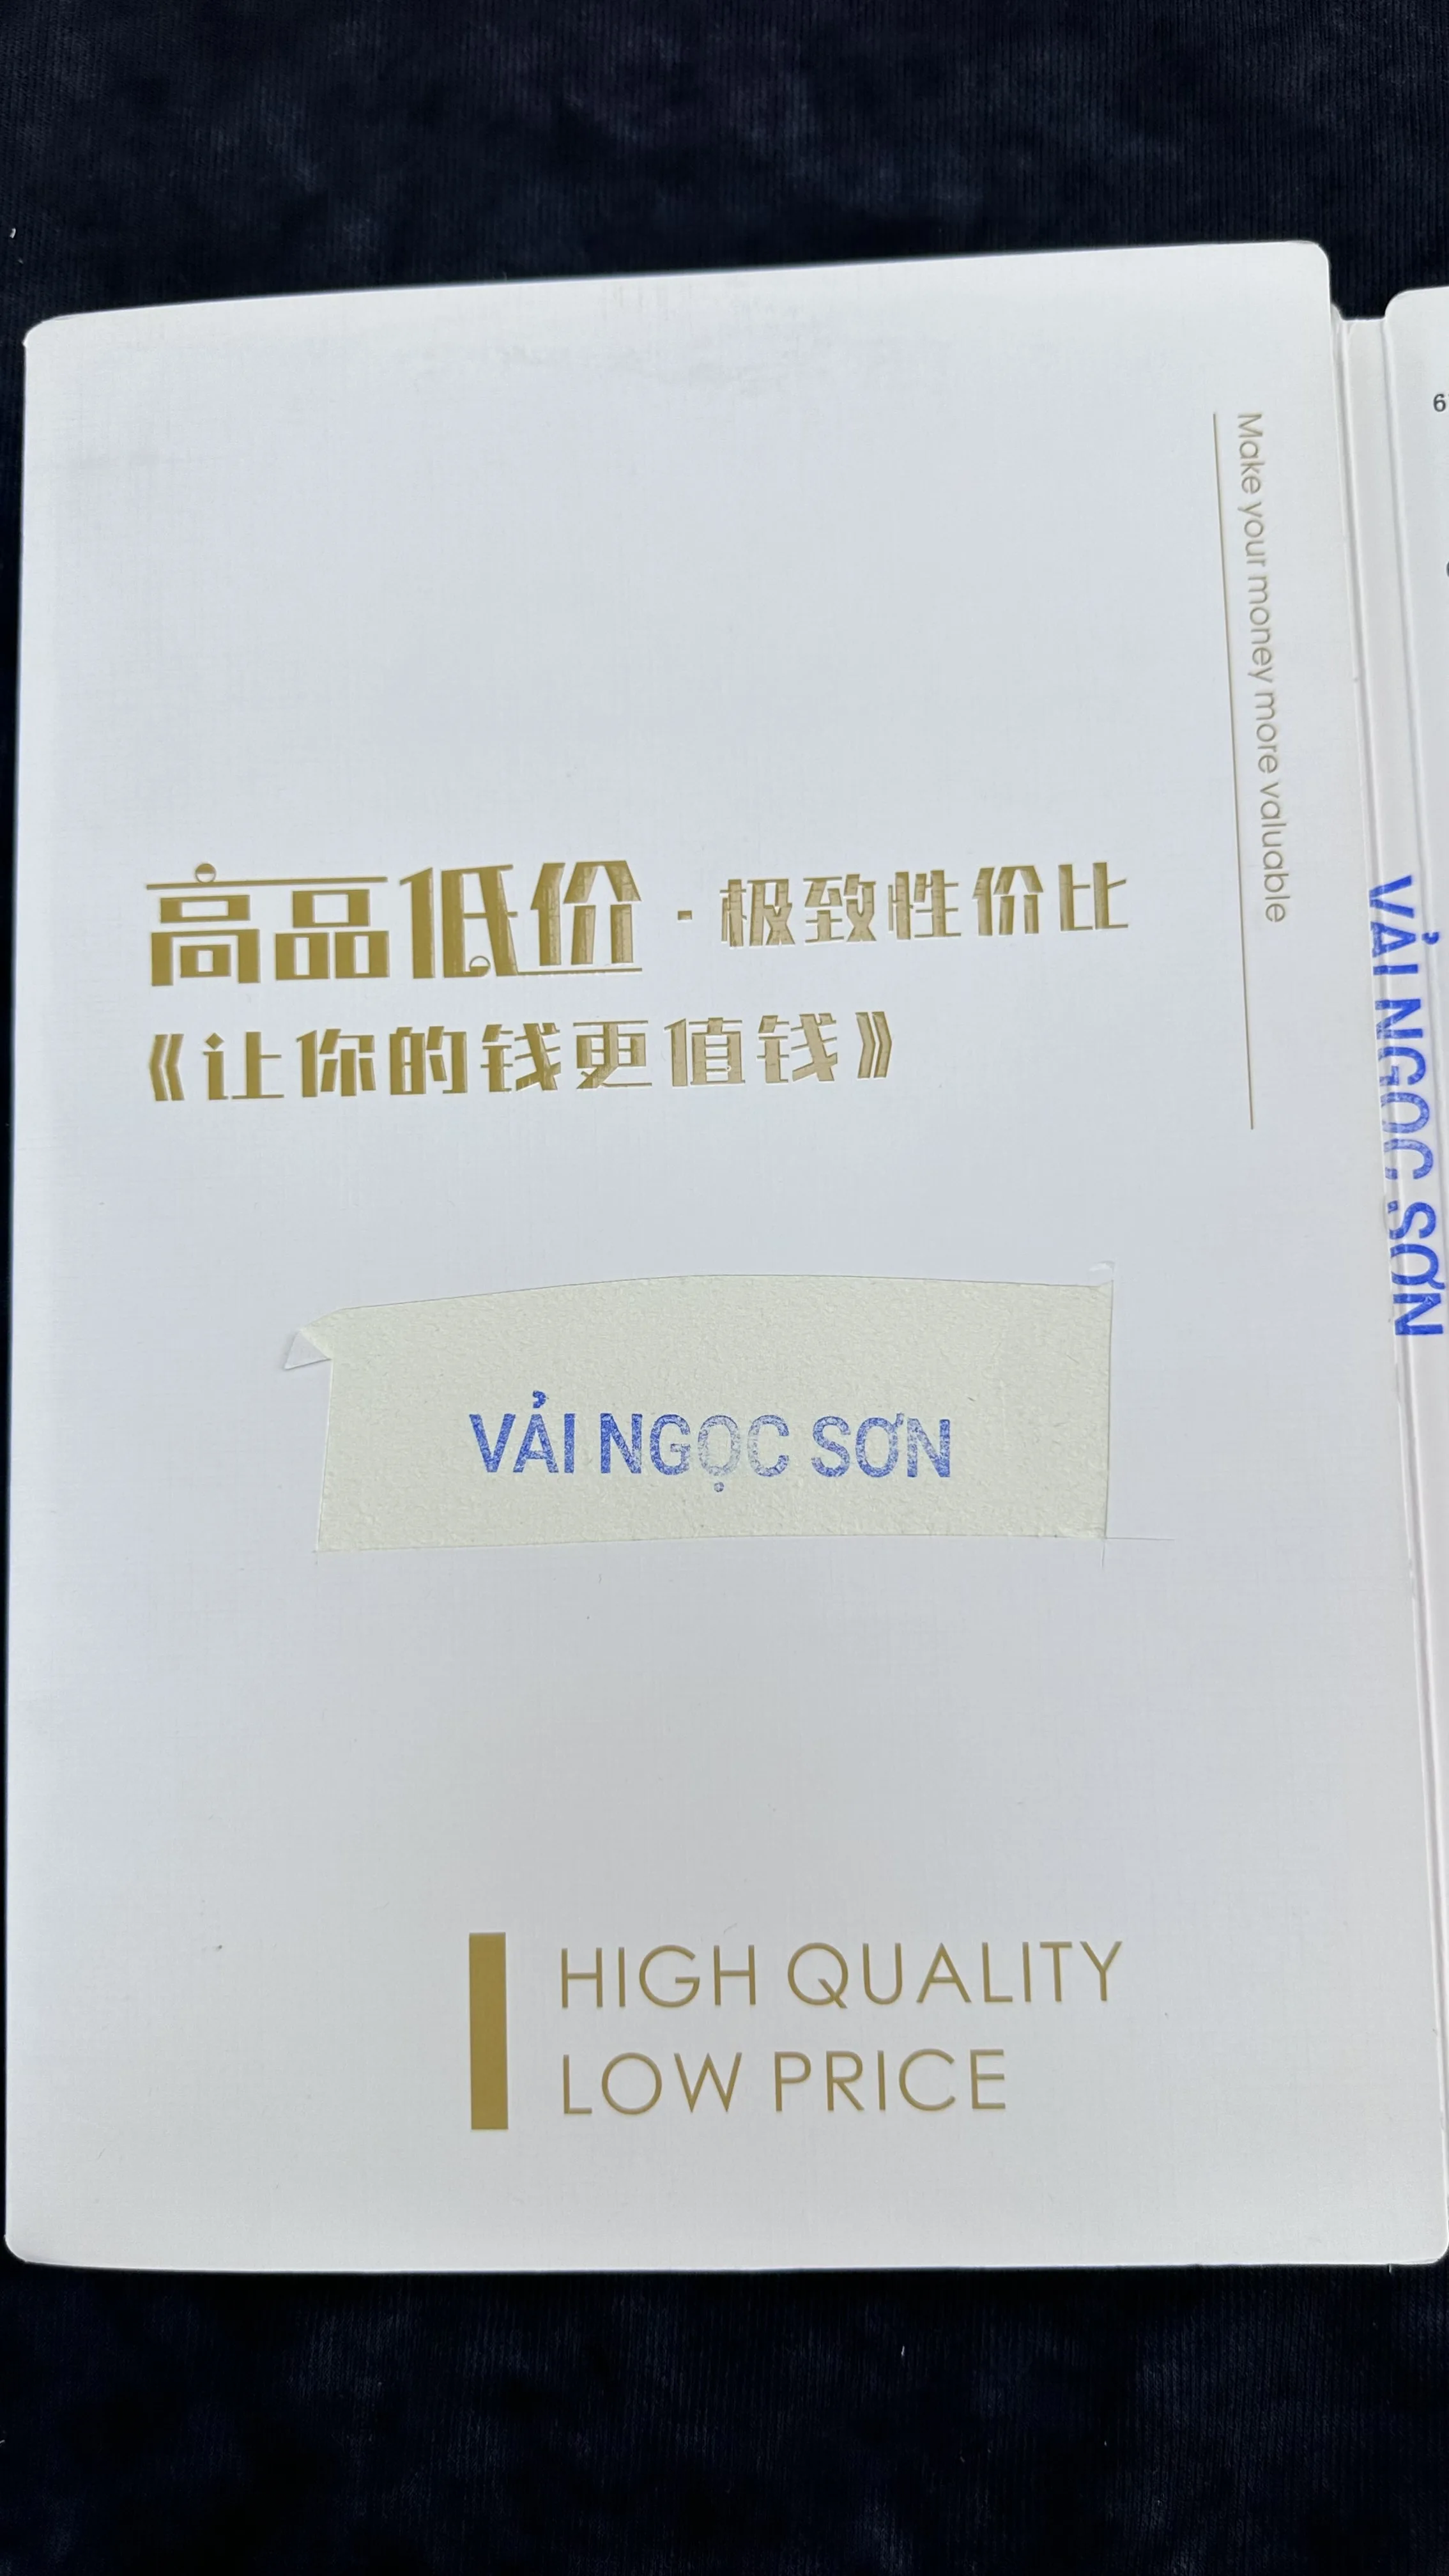 Make your money more valuable
高品低价 · 极致性价比
《让你的钱更值钱》
VẢI NGỌC SƠN
HIGH QUALITY
LOW PRICE
VẢI NGỌC SƠN
6